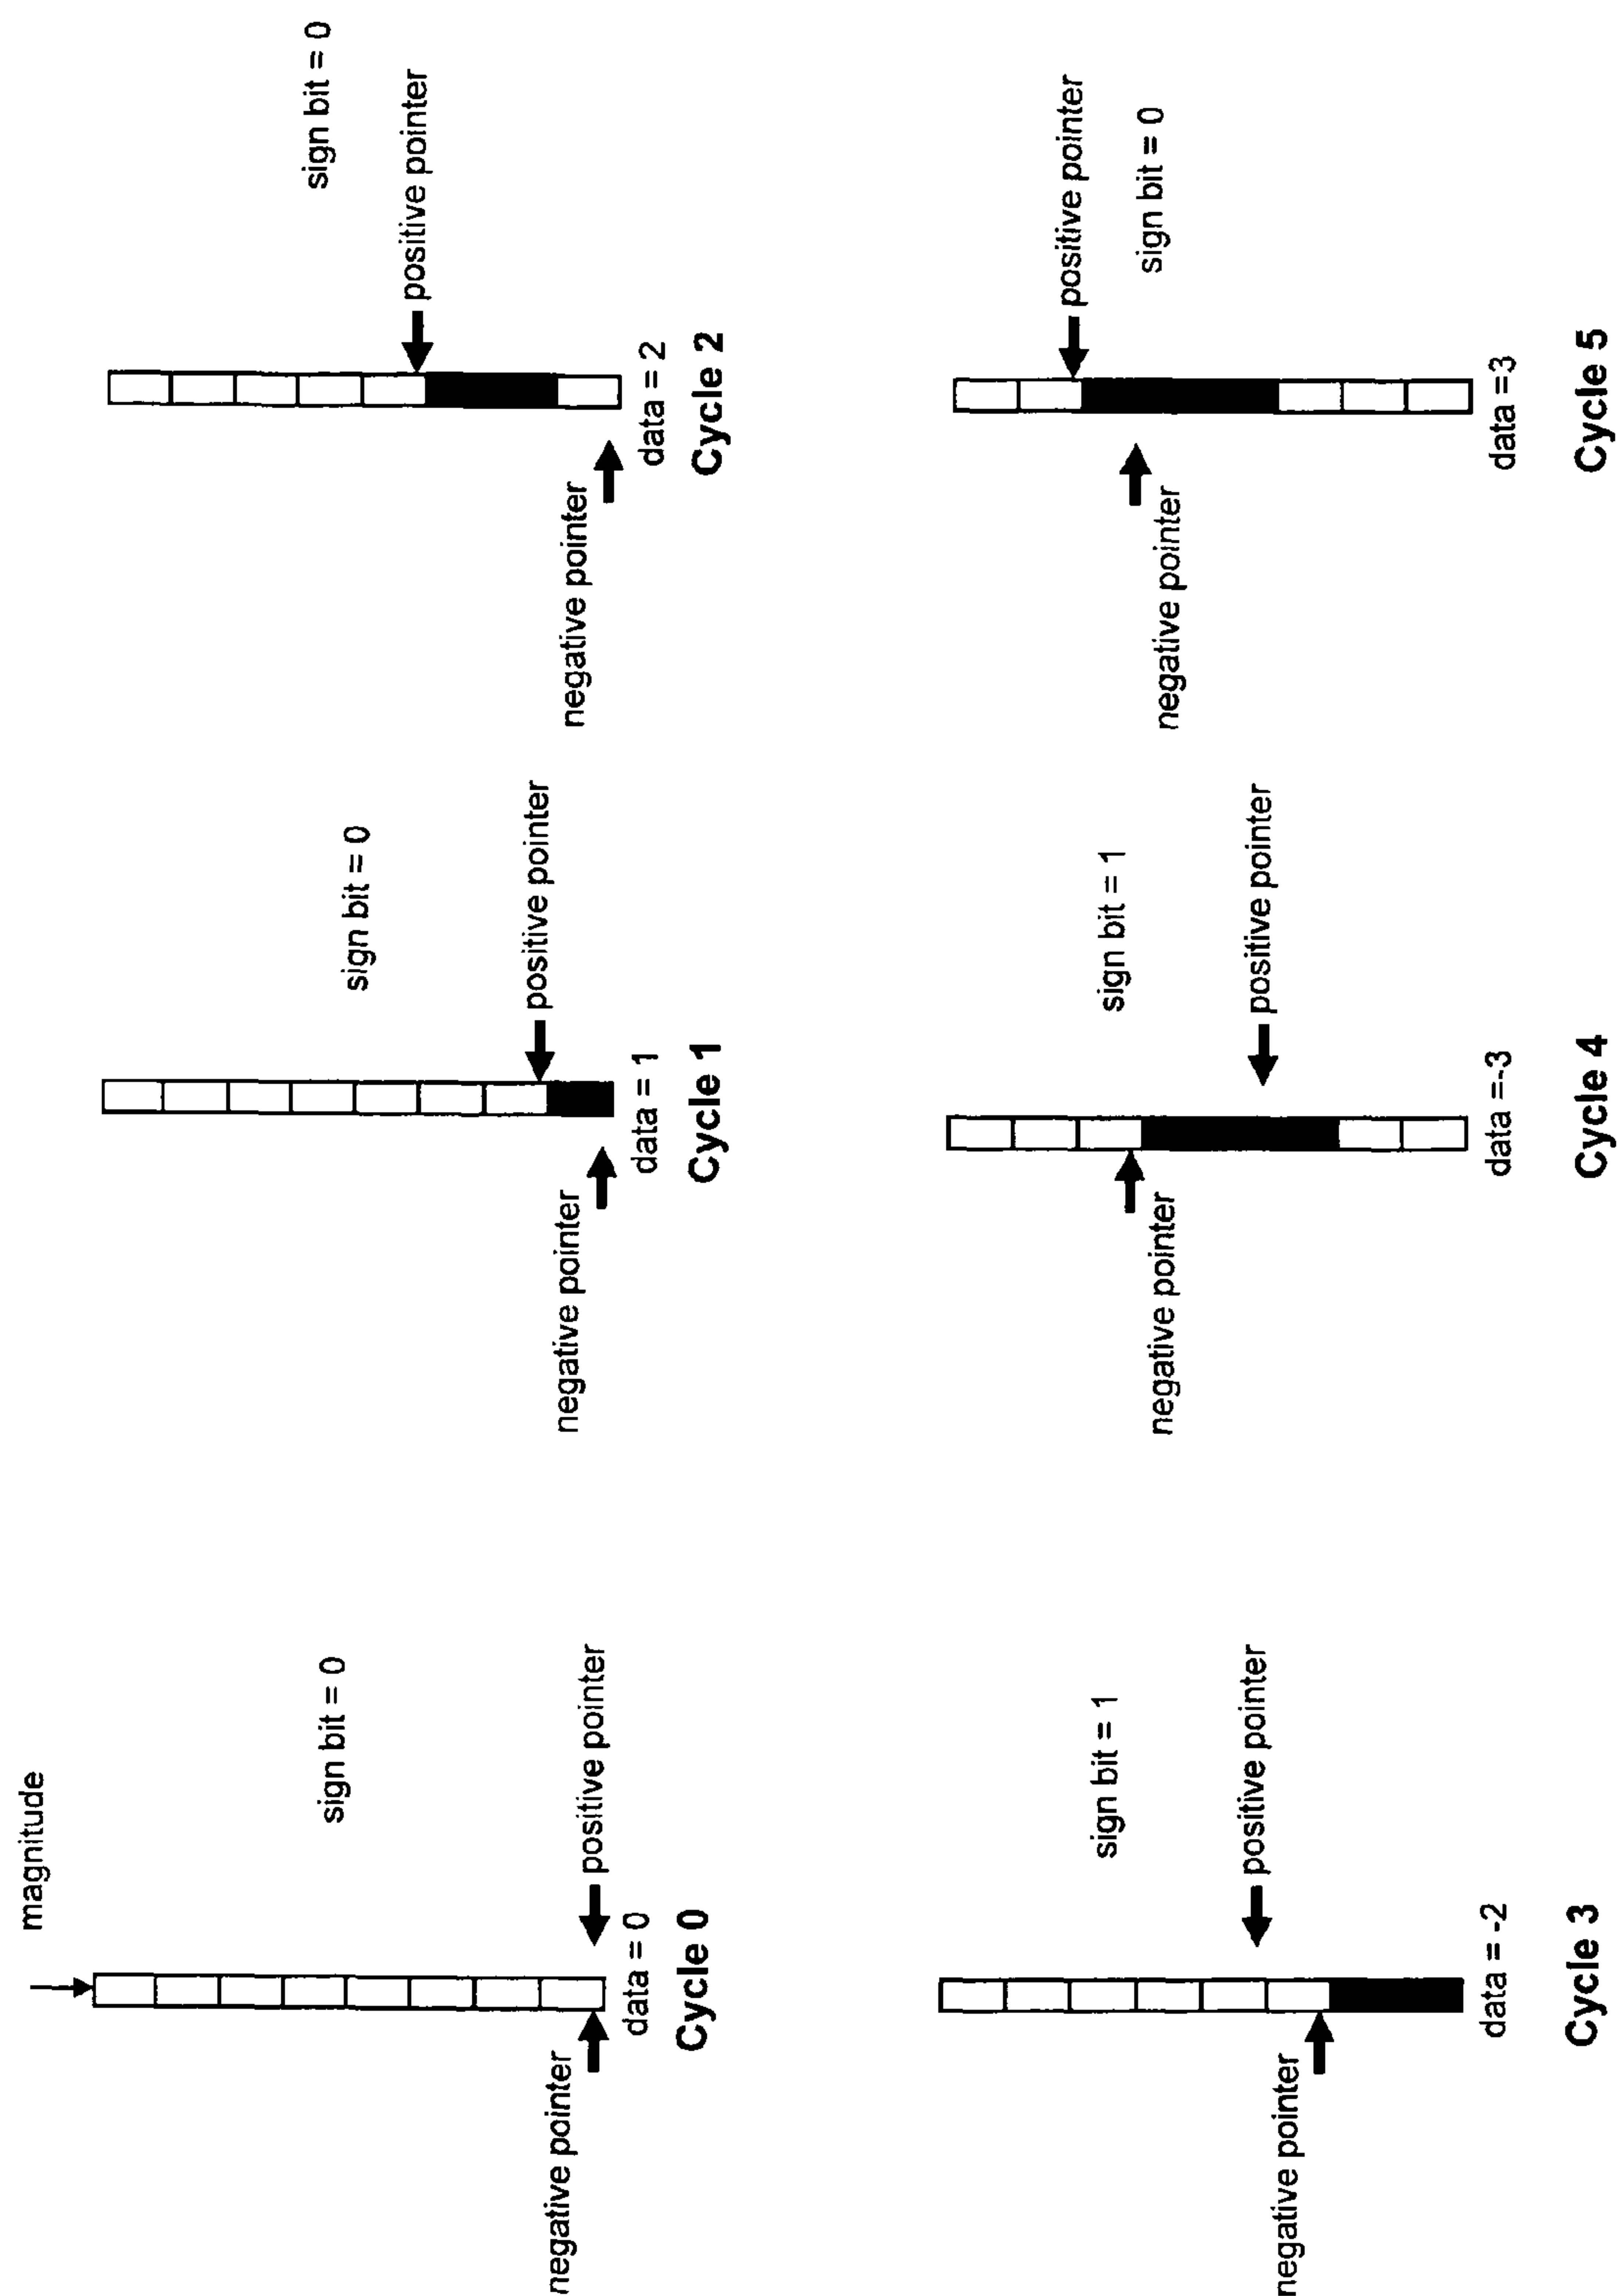 magnitude
sign bit = 0
negative pointer
positive pointer
data = 0
Cycle 0
sign bit = 0
positive pointer
negative pointer
data = 1
Cycle 1
sign bit = 0
positive pointer
negative pointer
data = 2
Cycle 2
sign bit = 1
positive pointer
negative pointer
data = -2
Cycle 3
sign bit = 1
negative pointer
positive pointer
data =-3
Cycle 4
positive pointer
sign bit = 0
negative pointer
data =3
Cycle 5